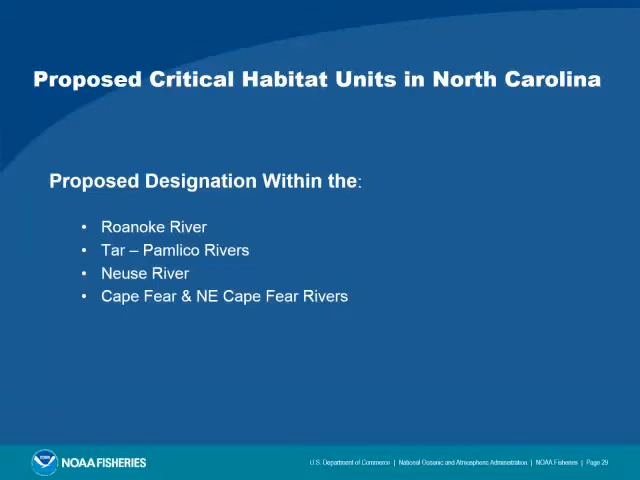 Proposed Critical Habitat Units in North Carolina
Proposed Designation Within the:
• Roanoke River
• Tar – Pamlico Rivers
• Neuse River
• Cape Fear & NE Cape Fear Rivers
NOAA FISHERIES
U.S. Department of Commerce | National Oceanic and Atmospheric Administration | NOAA Fisheries | Page 29